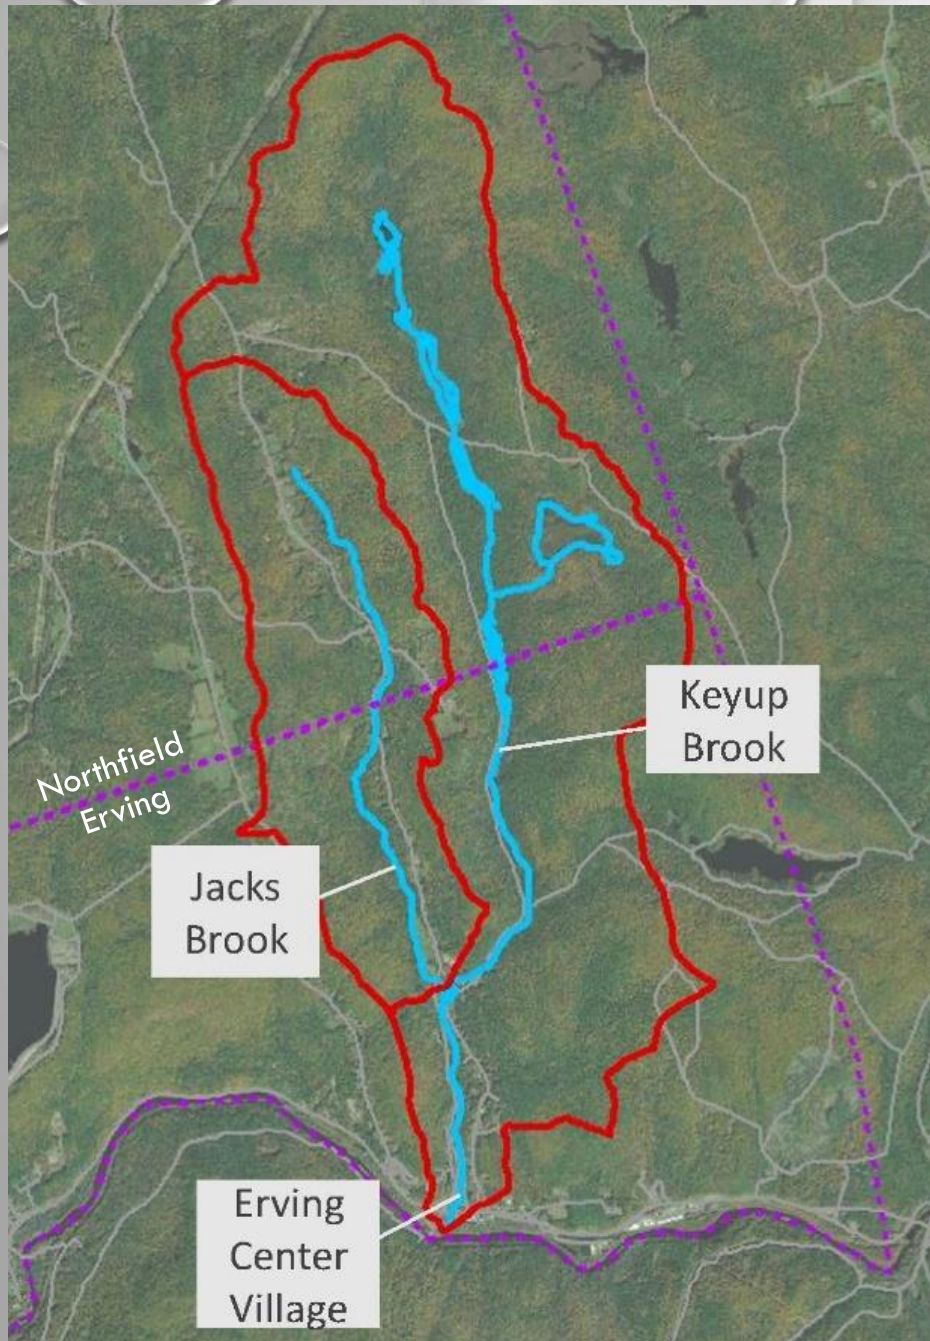 Northfield
Erving
Keyup
Brook
Jacks
Brook
Erving
Center
Village